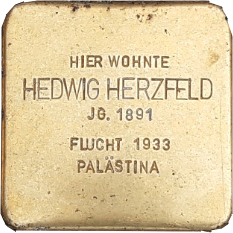 HIER WOHNTE
HEDWIG HERZFELD
JG. 1891
FLUCHT 1933
PALÄSTINA